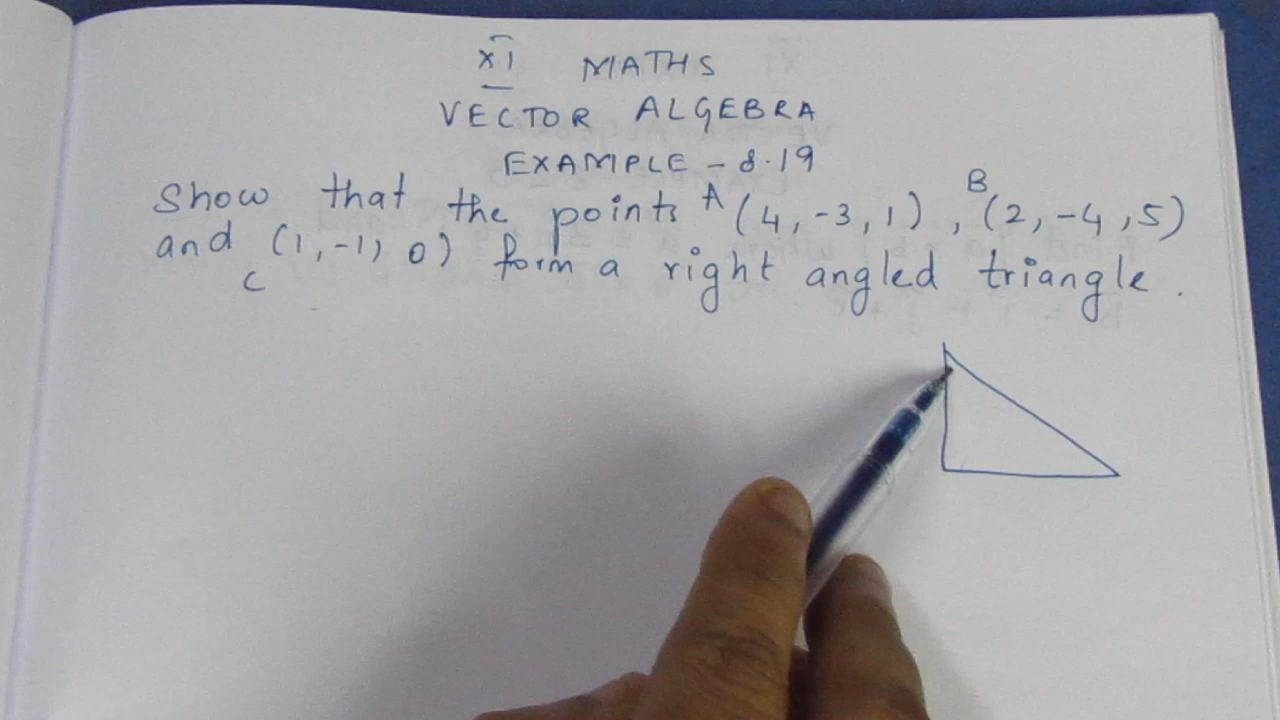 XI MATHS
VECTOR ALGEBRA
EXAMPLE - 8.19
Show that the points A (4, -3, 1), B (2, -4, 5)
and (1, -1, 0) form a right angled triangle.
C